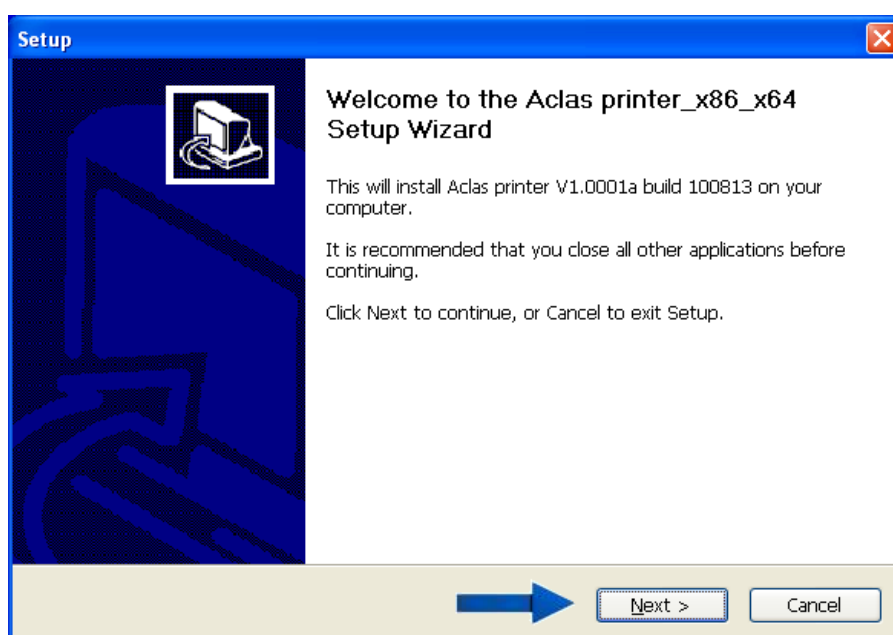 Setup
Welcome to the Aclas printer_x86_x64
Setup Wizard
This will install Aclas printer V1.0001a build 100813 on your
computer.
It is recommended that you close all other applications before
continuing.
Click Next to continue, or Cancel to exit Setup.
Next >
Cancel